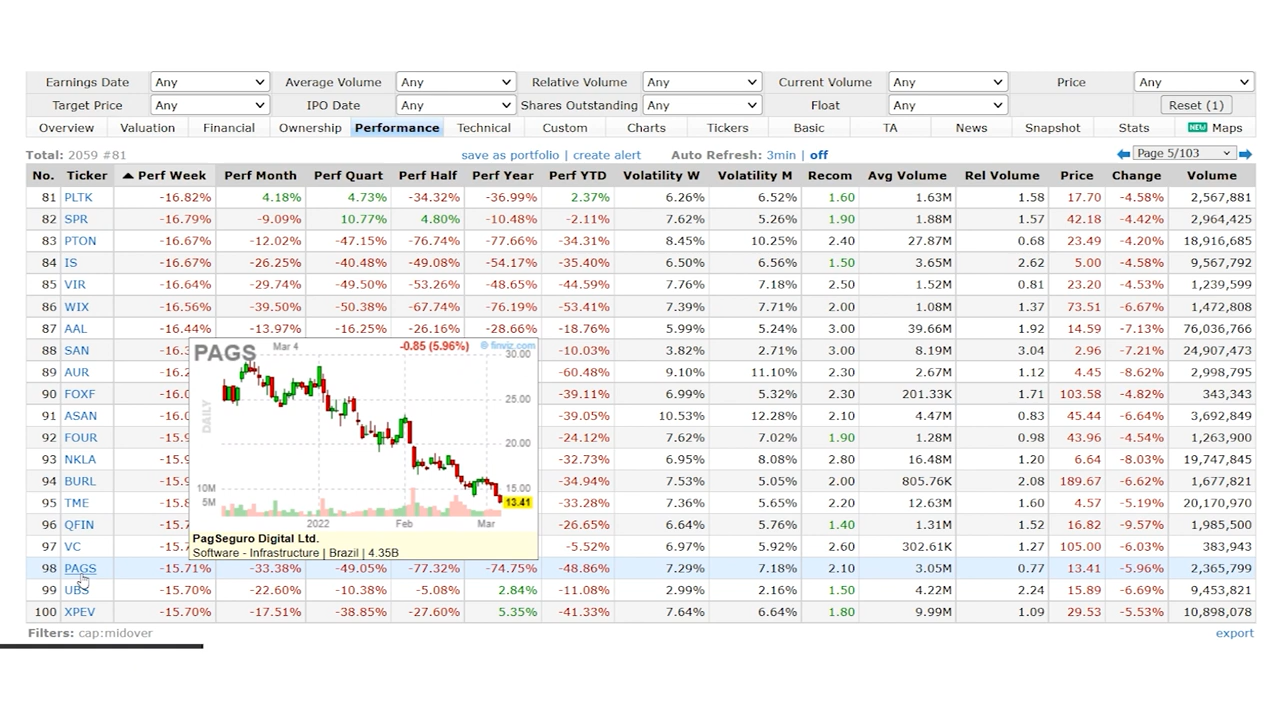 Earnings Date Any Average Volume Any Relative Volume Any Current Volume Any Price Any
Target Price Any IPO Date Any Shares Outstanding Any Float Any Reset (1)
Overview Valuation Financial Ownership Performance Technical Custom Charts Tickers Basic TA News Snapshot Stats NEW Maps
Total: 2059 #81 save as portfolio | create alert Auto Refresh: 3min | off Page 5/103
No. Ticker Perf Week Perf Month Perf Quart Perf Half Perf Year Perf YTD Volatility W Volatility M Recom Avg Volume Rel Volume Price Change Volume
81 PLTK -16.82% 4.18% 4.73% -34.32% -36.99% 2.37% 6.26% 6.52% 1.60 1.63M 1.58 17.70 -4.58% 2,567,881
82 SPR -16.79% -9.09% 10.77% 4.80% -10.48% -2.11% 7.62% 5.26% 1.90 1.88M 1.57 42.18 -4.42% 2,964,425
83 PTON -16.67% -12.02% -47.15% -76.74% -77.66% -34.31% 8.45% 10.25% 2.40 27.87M 0.68 23.49 -4.20% 18,916,685
84 IS -16.67% -26.25% -40.48% -49.08% -54.17% -35.40% 6.50% 6.56% 1.50 3.65M 2.62 5.00 -4.58% 9,567,792
85 VIR -16.64% -29.74% -49.50% -53.26% -48.65% -44.59% 7.76% 7.18% 2.50 1.52M 0.81 23.20 -4.53% 1,239,599
86 WIX -16.56% -39.50% -50.38% -67.74% -76.19% -53.41% 7.39% 7.71% 2.00 1.08M 1.37 73.51 -6.67% 1,472,808
87 AAL -16.44% -13.97% -16.25% -26.16% -28.66% -18.76% 5.99% 5.24% 3.00 39.66M 1.92 14.59 -7.13% 76,036,766
88 SAN -16.3 -10.03% 3.82% 2.71% 3.00 8.19M 3.04 2.96 -7.21% 24,907,473
89 AUR -16.2 -60.48% 9.10% 11.10% 2.30 2.67M 1.12 4.45 -8.62% 2,998,795
90 FOXF -16.0 -39.11% 6.99% 5.32% 2.30 201.33K 1.71 103.58 -4.82% 343,343
91 ASAN -16.0 -39.05% 10.53% 12.83% 2.10 4.47M 0.83 45.44 -6.64% 3,692,849
92 FOUR -15.9 -24.12% 7.62% 7.02% 1.90 1.28M 0.98 43.96 -4.54% 1,263,900
93 NKLA -15.9 -32.73% 6.95% 8.08% 2.80 16.48M 1.20 6.64 -8.03% 19,747,845
94 BURL -15.9 -34.94% 7.53% 5.05% 2.00 805.76K 2.08 189.67 -6.62% 1,677,821
95 TME -15.8 -33.28% 7.36% 5.65% 2.20 12.63M 1.60 4.57 -5.19% 20,170,970
96 QFIN -15.7 -26.65% 6.64% 5.76% 1.40 1.31M 1.52 16.82 -9.57% 1,985,500
97 VC -15.7 -5.52% 6.97% 5.92% 2.60 302.61K 1.27 105.00 -6.03% 383,943
PAGS Mar 4 -0.85 (5.96%) © finviz.com
DAILY
30.00
25.00
20.00
15.00
13.41
10M
5M
2022 Feb Mar
PagSeguro Digital Ltd.
Software - Infrastructure | Brazil | 4.35B
98 PAGS -15.71% -33.38% -49.05% -77.32% -74.75% -48.86% 7.29% 7.18% 2.10 3.05M 0.77 13.41 -5.96% 2,365,799
99 UBS -15.70% -22.60% -10.38% -5.08% 2.84% -11.08% 2.99% 2.16% 1.50 4.22M 2.24 15.89 -6.69% 9,453,821
100 XPEV -15.70% -17.51% -38.85% -27.60% 5.35% -41.33% 7.64% 6.64% 1.80 9.99M 1.09 29.53 -5.53% 10,898,078
Filters: cap:midover export